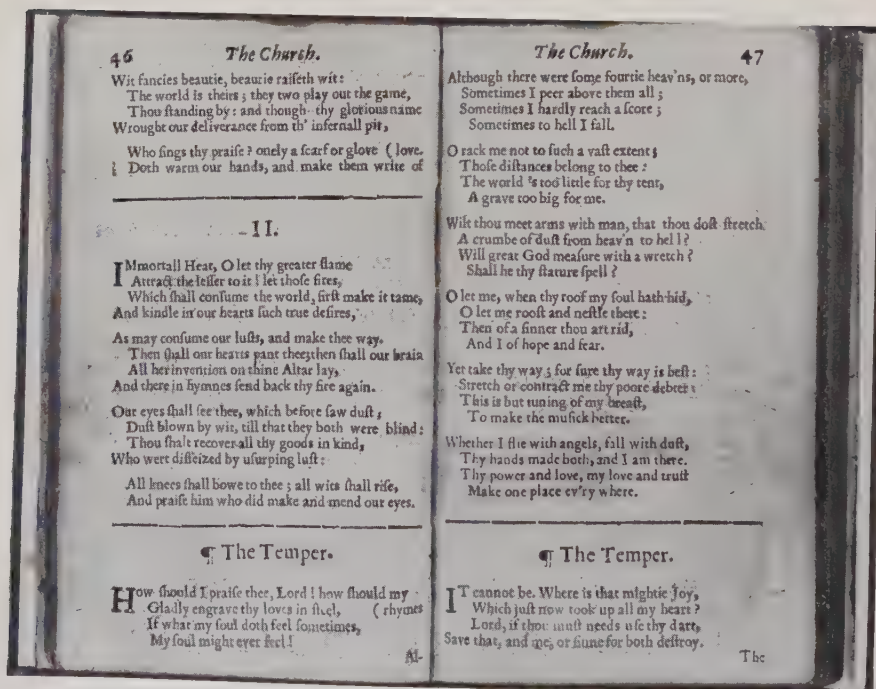 46 The Church.
Wit fancies beautie, beautie raiſeth wit:
The world is theirs; they two play out the game,
Thou ſtanding by: and though thy glorious name
Wrought our deliverance from th' infernall pit,
Who ſings thy praiſe? onely a ſcarf or glove (love.
Doth warm our hands, and make them write of
II.
IMmortall Heat, O let thy greater flame
Attract the leſſer to it! let thoſe fires,
Which ſhall conſume the world, firſt make it tame,
And kindle in our hearts ſuch true deſires,
As may conſume our luſts, and make thee way.
Then ſhall our hearts pant thee; then ſhall our brain
All her invention on thine Altar lay,
And there in hymnes ſend back thy fire again.
Our eyes ſhall ſee thee, which before ſaw duſt;
Duſt blown by wit, till that they both were blind:
Thou ſhalt recover all thy goods in kind,
Who were diſſeized by uſurping luſt:
All knees ſhall bowe to thee; all wits ſhall riſe,
And praiſe him who did make and mend our eyes.
¶ The Temper.
HOw ſhould I praiſe thee, Lord! how ſhould my
Gladly engrave thy loves in ſteel, (rhymes
If what my ſoul doth feel ſometimes,
My ſoul might ever feel!
Al-
The Church. 47
Although there were ſome fourtie heav'ns, or more,
Sometimes I peer above them all;
Sometimes I hardly reach a ſcore;
Sometimes to hell I fall.
O rack me not to ſuch a vaſt extent;
Thoſe diſtances belong to thee:
The world 's too little for thy tent,
A grave too big for me.
Wilt thou meet arms with man, that thou doſt ſtretch
A crumbe of duſt from heav'n to hell?
Will great God meaſure with a wretch?
Shall he thy ſtature ſpell?
O let me, when thy roof my ſoul hath hid,
O let me rooſt and neſtle there:
Then of a ſinner thou art rid,
And I of hope and fear.
Yet take thy way; for ſure thy way is beſt:
Stretch or contract me thy poore debter:
This is but tuning of my breaſt,
To make the muſick better.
Whether I flie with angels, fall with duſt,
Thy hands made both, and I am there.
Thy power and love, my love and truſt
Make one place ev'ry where.
¶ The Temper.
IT cannot be. Where is that mightie Joy,
Which juſt now took up all my heart?
Lord, if thou muſt needs uſe thy dart,
Save that, and me; or ſinne for both deſtroy.
The